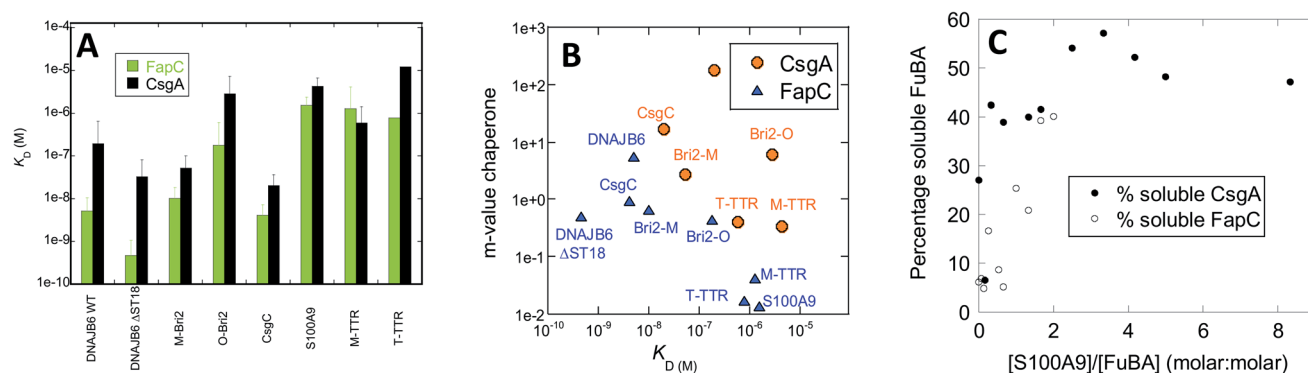 A
FapC
CsgA
K_D (M)
1e-4
1e-5
1e-6
1e-7
1e-8
1e-9
1e-10
DNAJB6 WT
DNAJB6 ΔST18
M-Bri2
O-Bri2
CsgC
S100A9
M-TTR
T-TTR
B
CsgA
FapC
m-value chaperone
1e+3
1e+2
1e+1
1e+0
1e-1
1e-2
CsgC
DNAJB6
Bri2-O
Bri2-M
CsgC
T-TTR
M-TTR
DNAJB6
ΔST18
Bri2-M
Bri2-O
M-TTR
T-TTR
S100A9
10⁻¹⁰ 10⁻⁹ 10⁻⁸ 10⁻⁷ 10⁻⁶ 10⁻⁵
K_D (M)
C
Percentage soluble FuBA
60
50
40
30
20
10
0
% soluble CsgA
% soluble FapC
0 2 4 6 8
[S100A9]/[FuBA] (molar:molar)